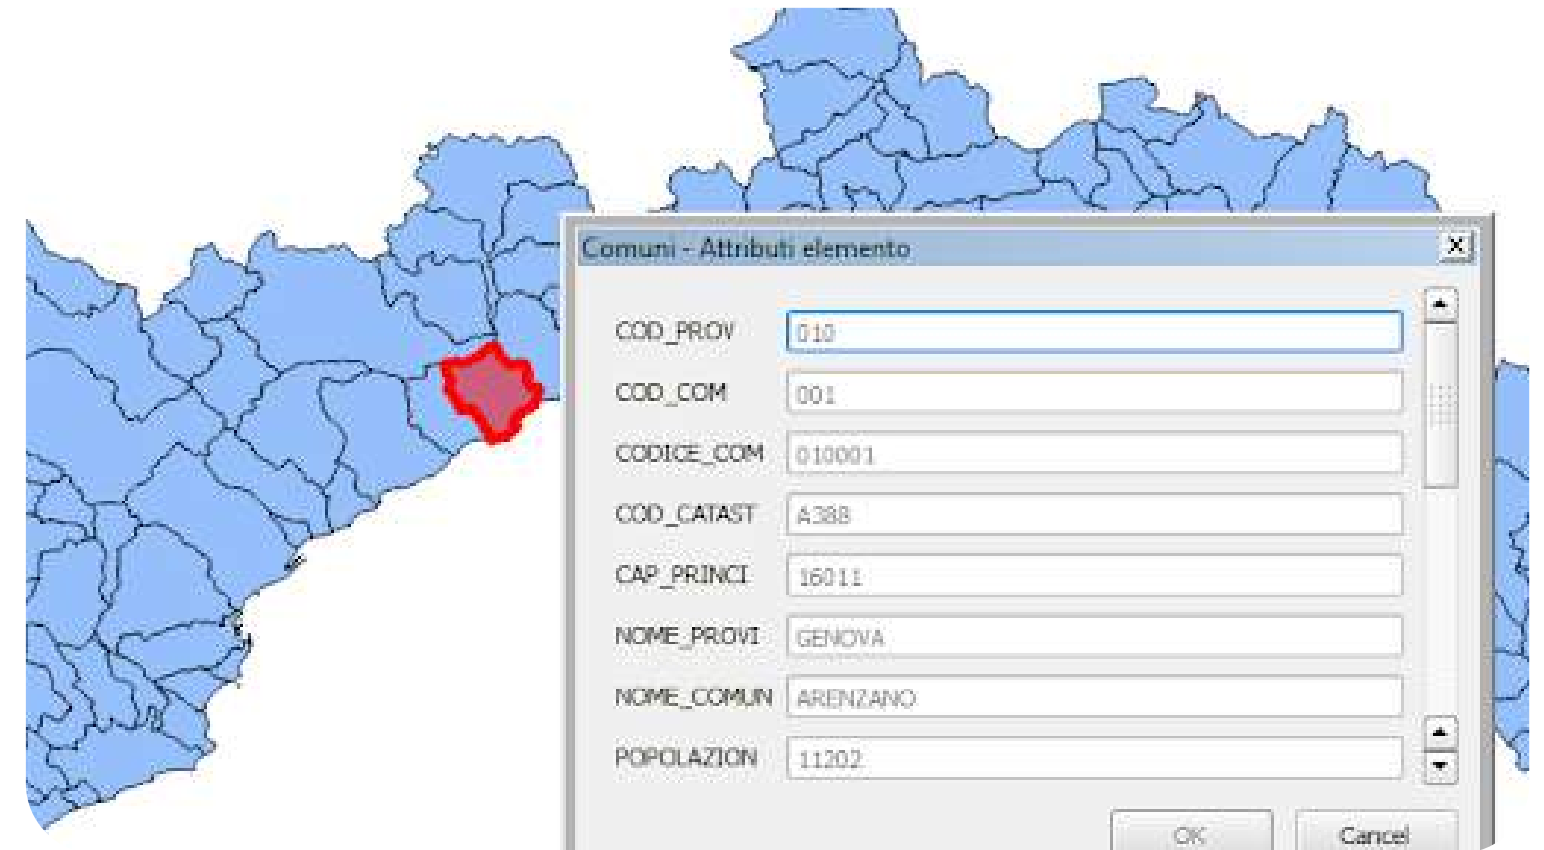 Comuni - Attributi elemento
COD_PROV 010
COD_COM 001
CODICE_COM 010001
COD_CATAST A388
CAP_PRINCI 16011
NOME_PROVI GENOVA
NOME_COMUN ARENZANO
POPOLAZION 11202
OK Cancel